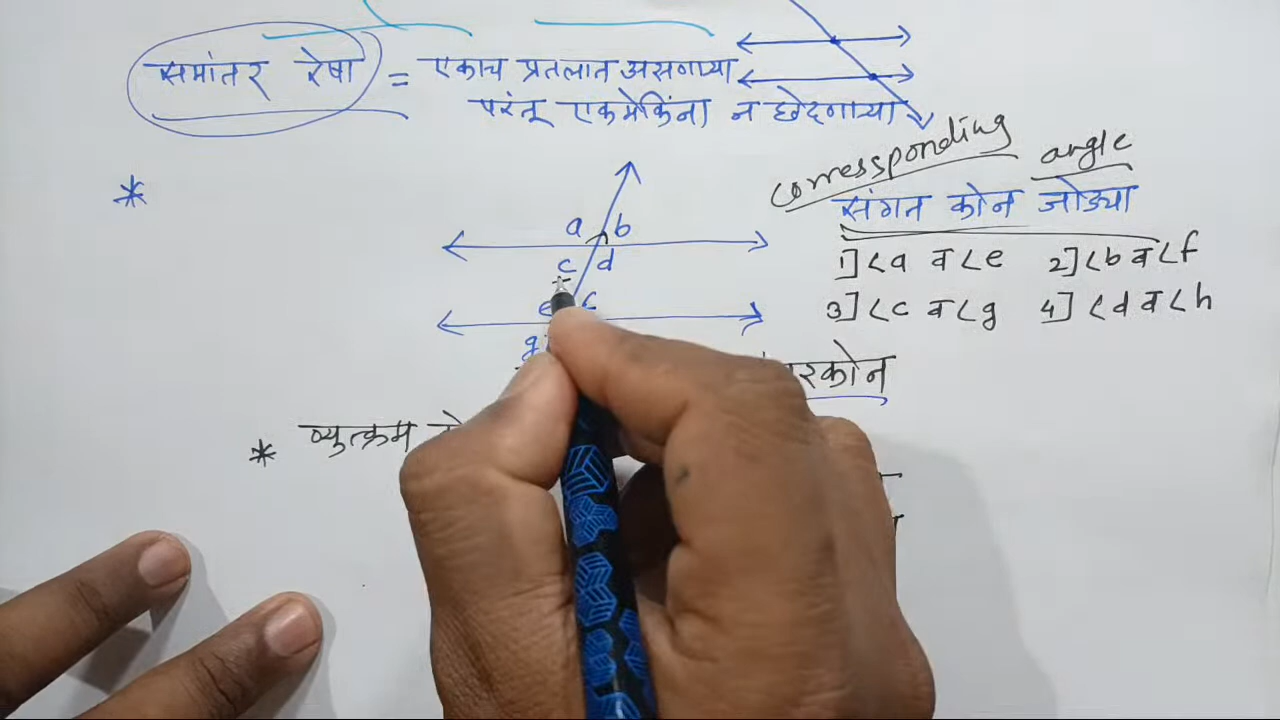 समांतर रेषा = एकाच प्रतलात असणाऱ्या
परंतू एकमेकिंना न छेदणाऱ्या
corressponding angle
*
संगत कोन जोड्या
a b
c d
1] <a व <e 2] <b व <f
3] <c व <g 4] <d व <h
e f
g
* व्युत्क्रम